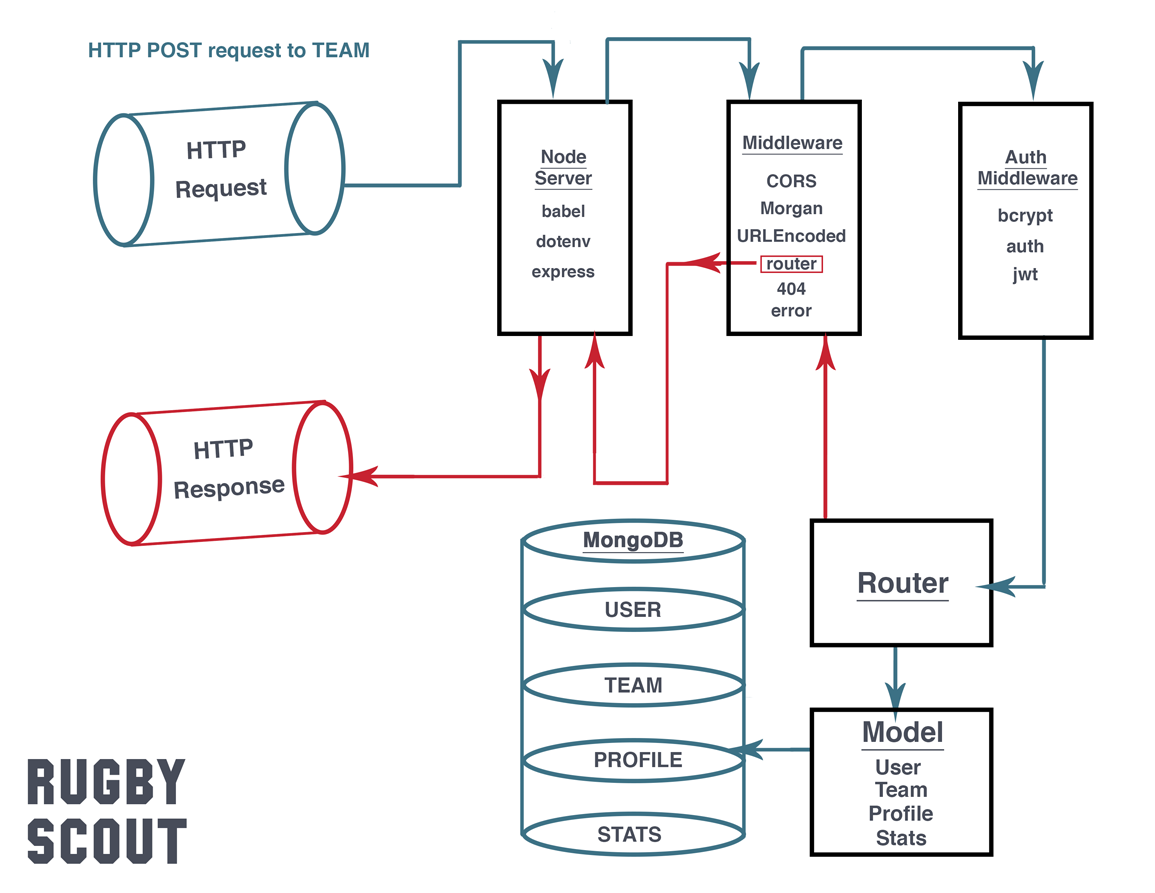 HTTP POST request to TEAM
HTTP
Request
Node
Server
babel
dotenv
express
Middleware
CORS
Morgan
URLEncoded
router
404
error
Auth
Middleware
bcrypt
auth
jwt
HTTP
Response
MongoDB
USER
TEAM
PROFILE
STATS
Router
Model
User
Team
Profile
Stats
RUGBY
SCOUT